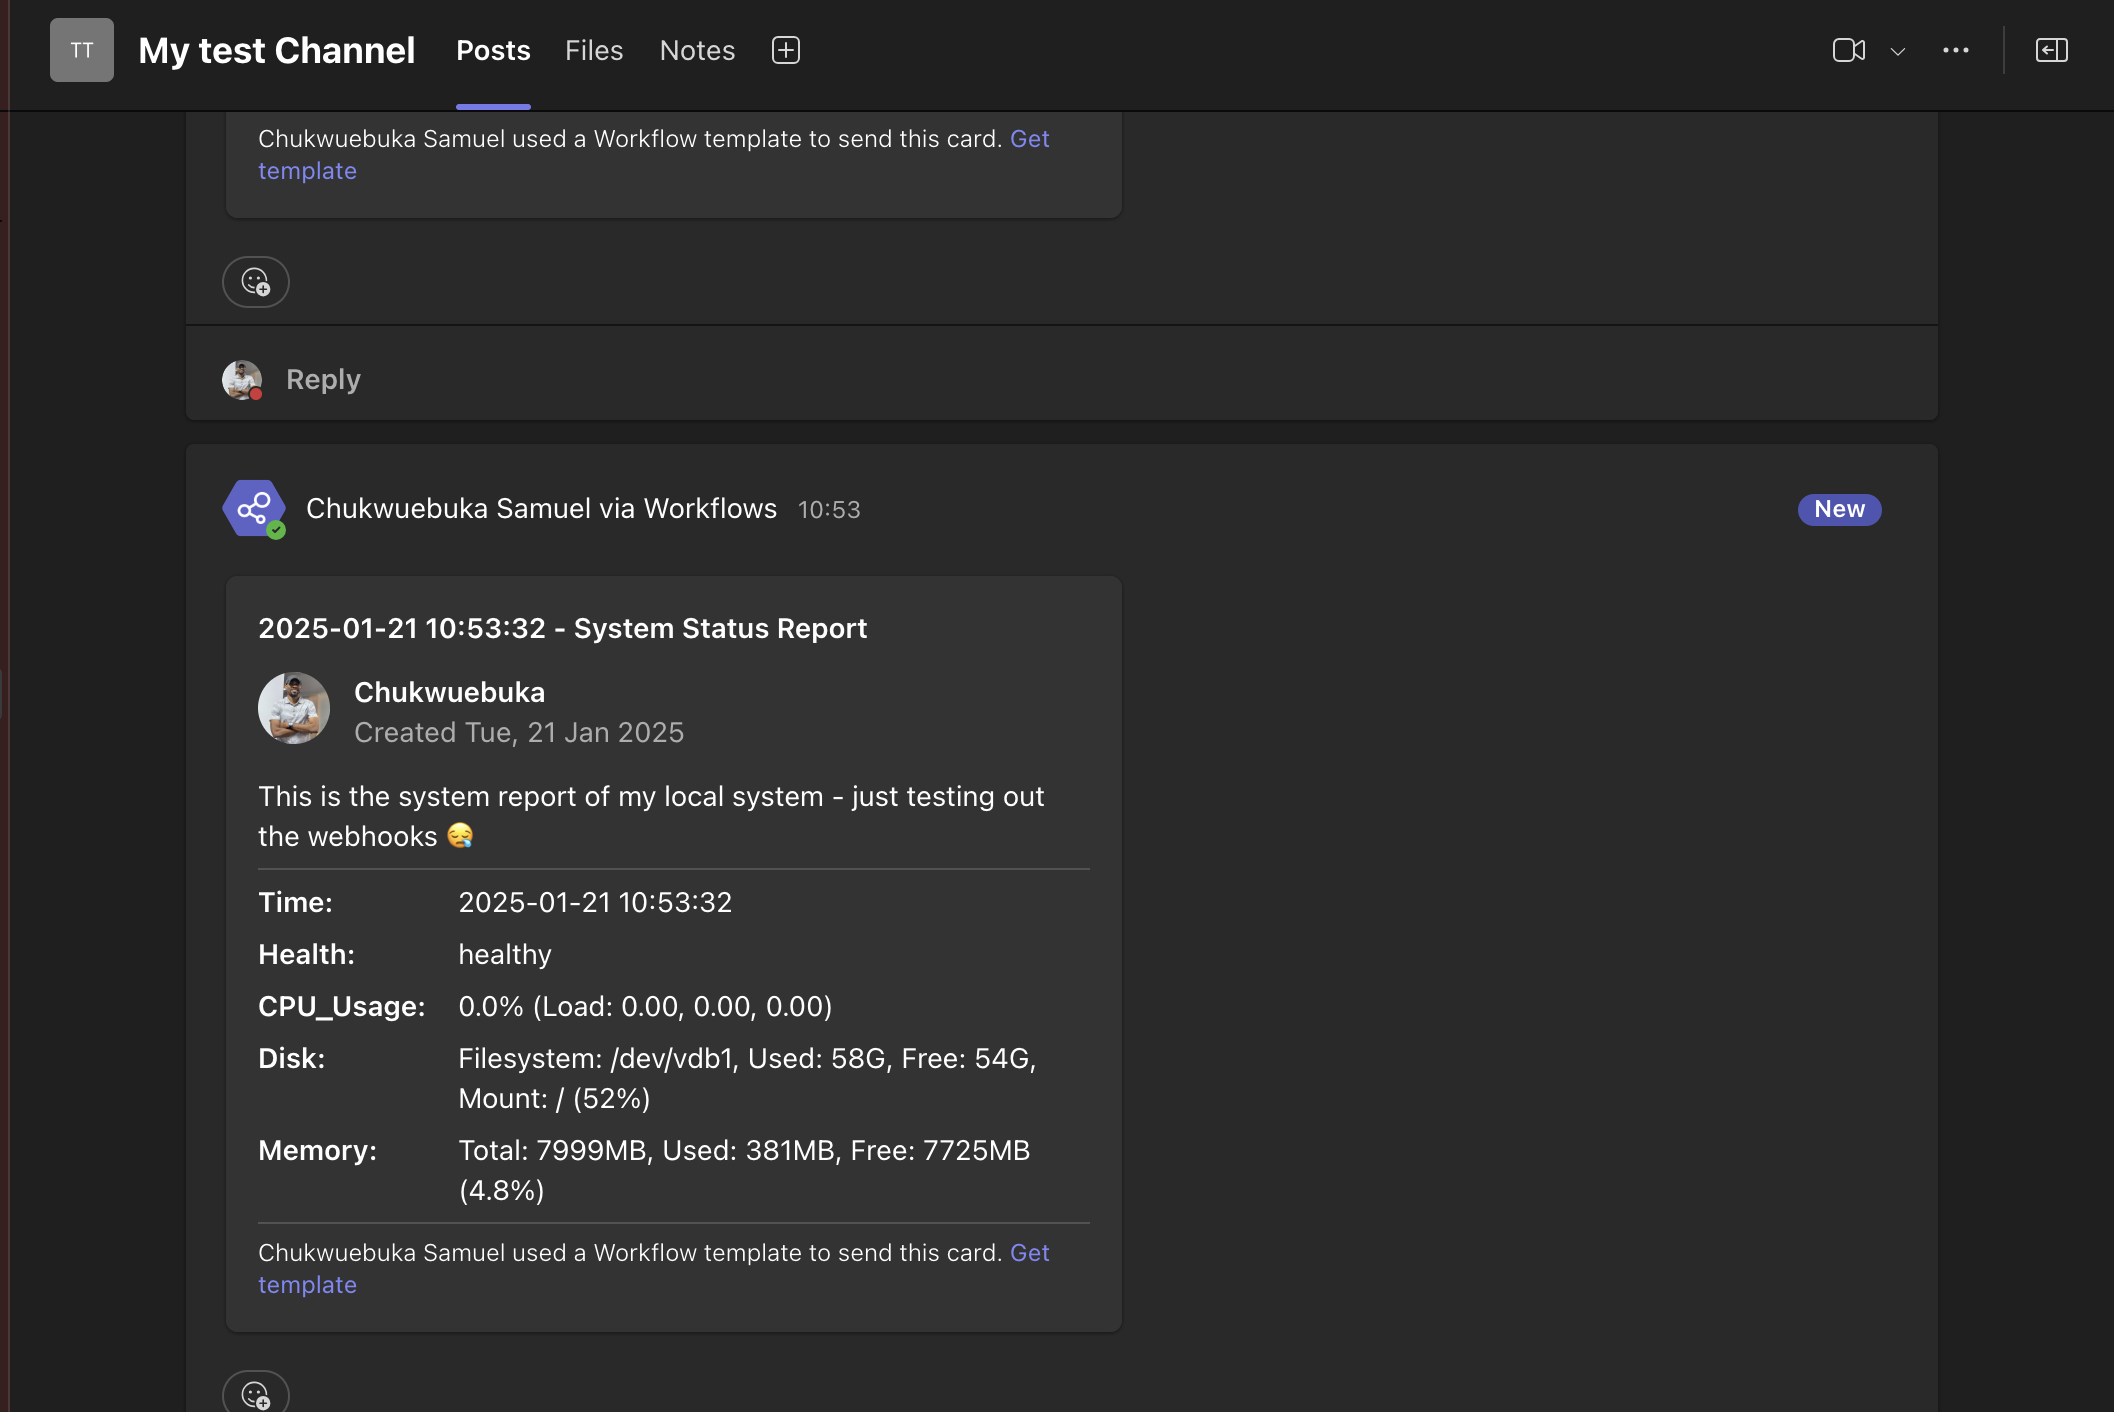 TT
My test Channel Posts Files Notes
Chukwuebuka Samuel used a Workflow template to send this card. Get
template
Reply
Chukwuebuka Samuel via Workflows 10:53
New
2025-01-21 10:53:32 - System Status Report
Chukwuebuka
Created Tue, 21 Jan 2025
This is the system report of my local system - just testing out
the webhooks 😪
Time: 2025-01-21 10:53:32
Health: healthy
CPU_Usage: 0.0% (Load: 0.00, 0.00, 0.00)
Disk: Filesystem: /dev/vdb1, Used: 58G, Free: 54G,
Mount: / (52%)
Memory: Total: 7999MB, Used: 381MB, Free: 7725MB
(4.8%)
Chukwuebuka Samuel used a Workflow template to send this card. Get
template